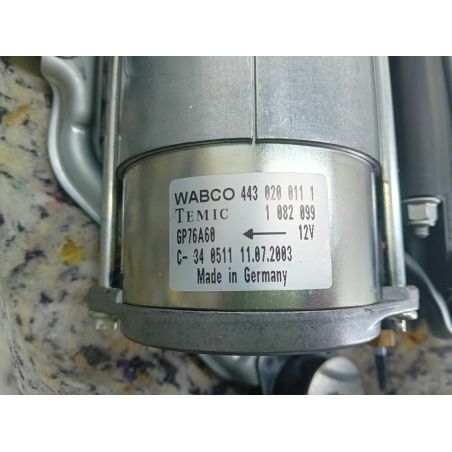 WABCO 443 020 011 1
TEMIC 1 082 099
GP76A60 ← 12V
C- 34 0511 11.07.2003
Made in Germany